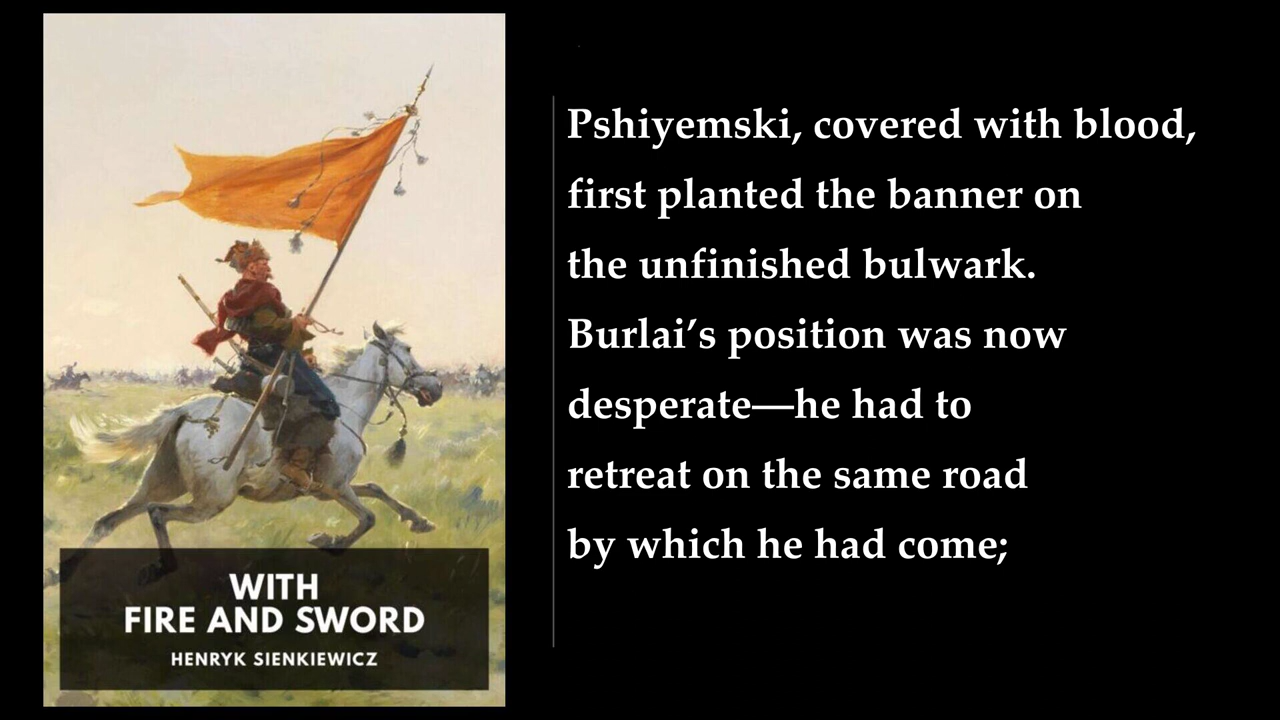 WITH
FIRE AND SWORD
HENRYK SIENKIEWICZ
Pshiyemski, covered with blood,
first planted the banner on
the unfinished bulwark.
Burlai’s position was now
desperate—he had to
retreat on the same road
by which he had come;